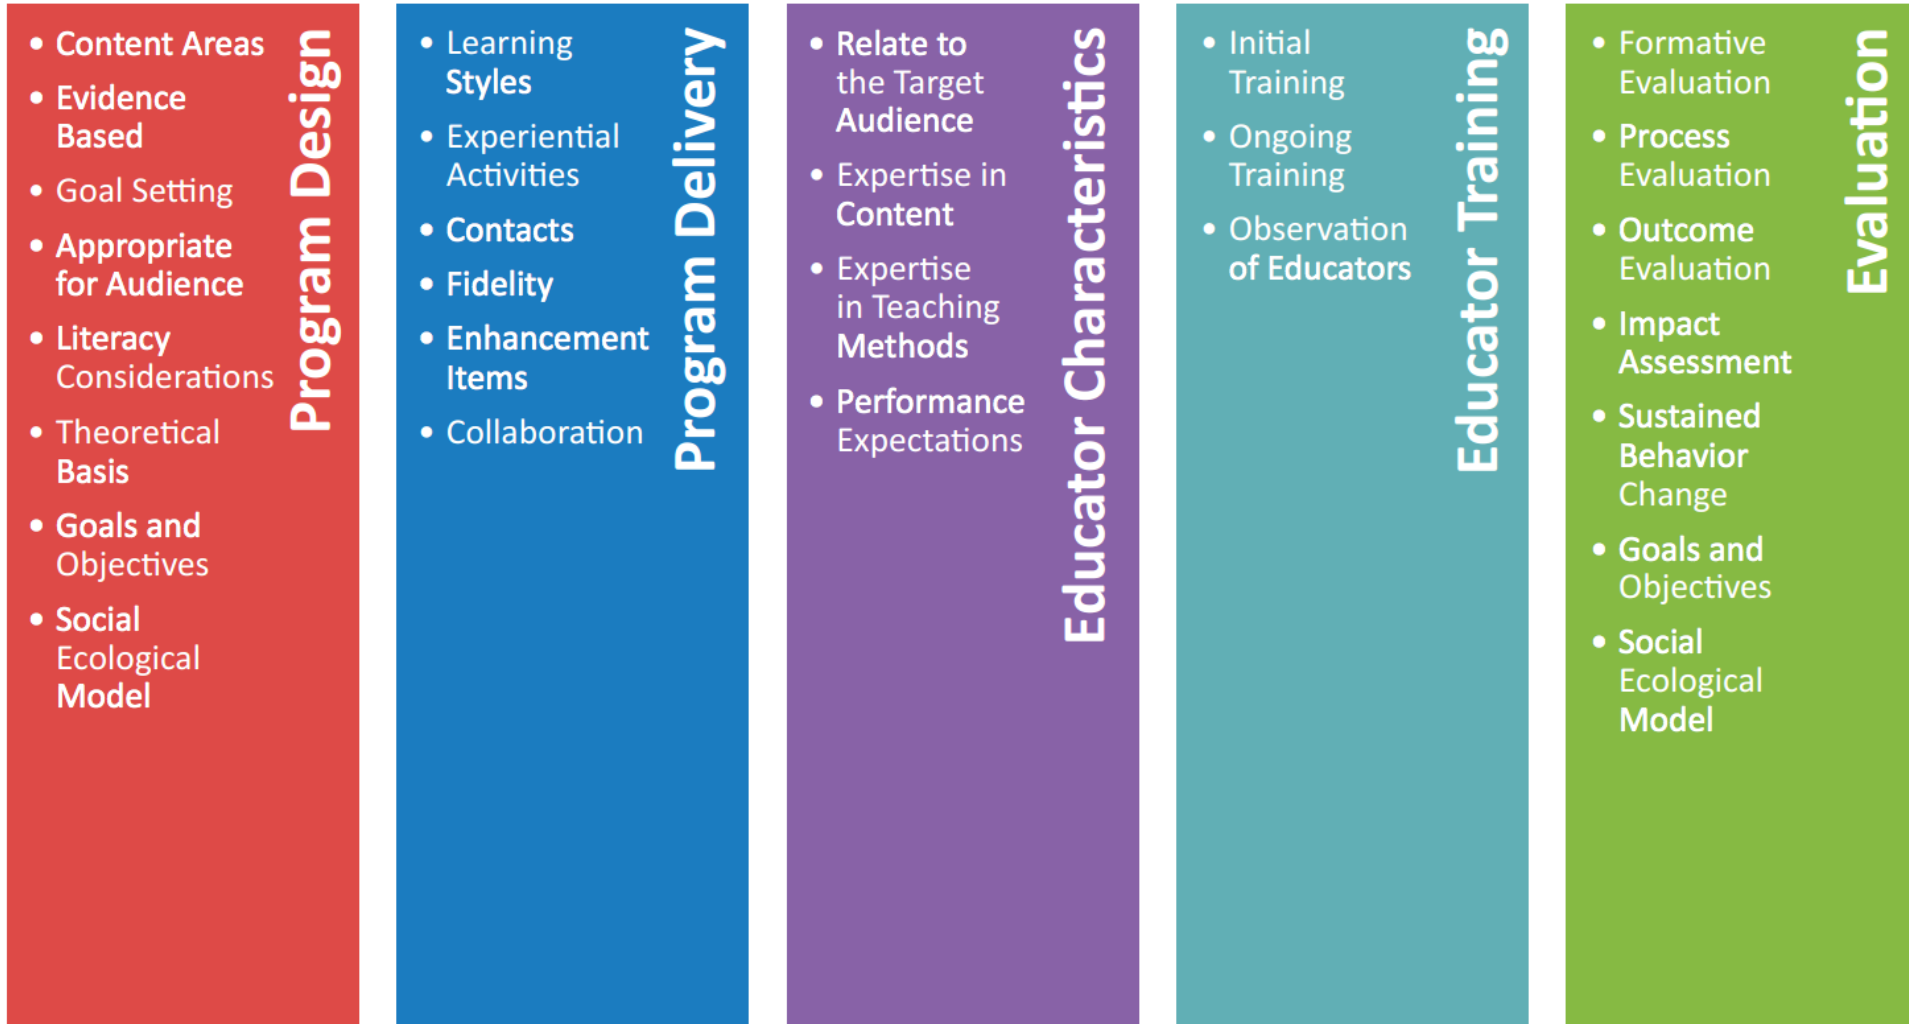 • Content Areas
• Evidence
Based
• Goal Setting
• Appropriate
for Audience
• Literacy
Considerations
• Theoretical
Basis
• Goals and
Objectives
• Social
Ecological
Model
Program Design
• Learning
Styles
• Experiential
Activities
• Contacts
• Fidelity
• Enhancement
Items
• Collaboration
Program Delivery
• Relate to
the Target
Audience
• Expertise in
Content
• Expertise
in Teaching
Methods
• Performance
Expectations
Educator Characteristics
• Initial
Training
• Ongoing
Training
• Observation
of Educators
Educator Training
• Formative
Evaluation
• Process
Evaluation
• Outcome
Evaluation
• Impact
Assessment
• Sustained
Behavior
Change
• Goals and
Objectives
• Social
Ecological
Model
Evaluation